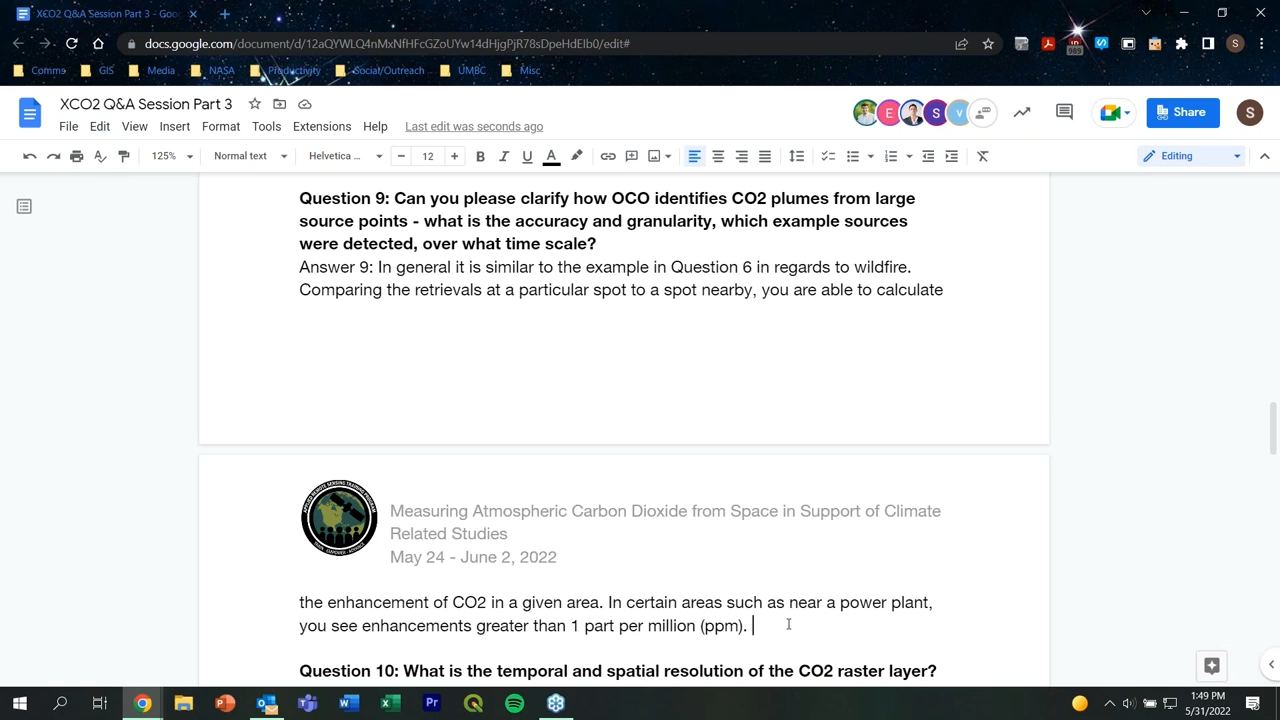 XCO2 Q&A Session Part 3 - Goo
docs.google.com/document/d/12aQYWLQ4nMxNfHFcGZoUYw14dHjgPjR78sDpeHdEIb0/edit#
989
S
Comms GIS Media NASA Productivity Social/Outreach UMBC Misc
XCO2 Q&A Session Part 3
E S v
Share
S
File Edit View Insert Format Tools Extensions Help Last edit was seconds ago
125% Normal text Helvetica ... 12 B I U A Editing
Question 9: Can you please clarify how OCO identifies CO2 plumes from large
source points - what is the accuracy and granularity, which example sources
were detected, over what time scale?
Answer 9: In general it is similar to the example in Question 6 in regards to wildfire.
Comparing the retrievals at a particular spot to a spot nearby, you are able to calculate
APPLIED REMOTE SENSING TRAINING PROGRAM
Measuring Atmospheric Carbon Dioxide from Space in Support of Climate
Related Studies
May 24 - June 2, 2022
the enhancement of CO2 in a given area. In certain areas such as near a power plant,
you see enhancements greater than 1 part per million (ppm).
Question 10: What is the temporal and spatial resolution of the CO2 raster layer?
Pr
1:49 PM
5/31/2022